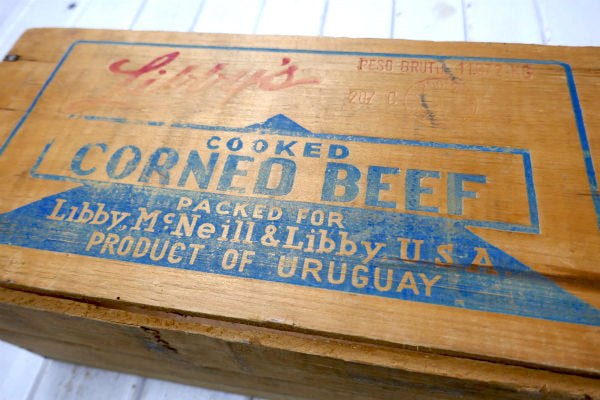 Libby's
PESO BRUTO
COOKED
CORNED BEEF
PACKED FOR
Libby, McNeill & Libby, U.S.A.
PRODUCT OF URUGUAY